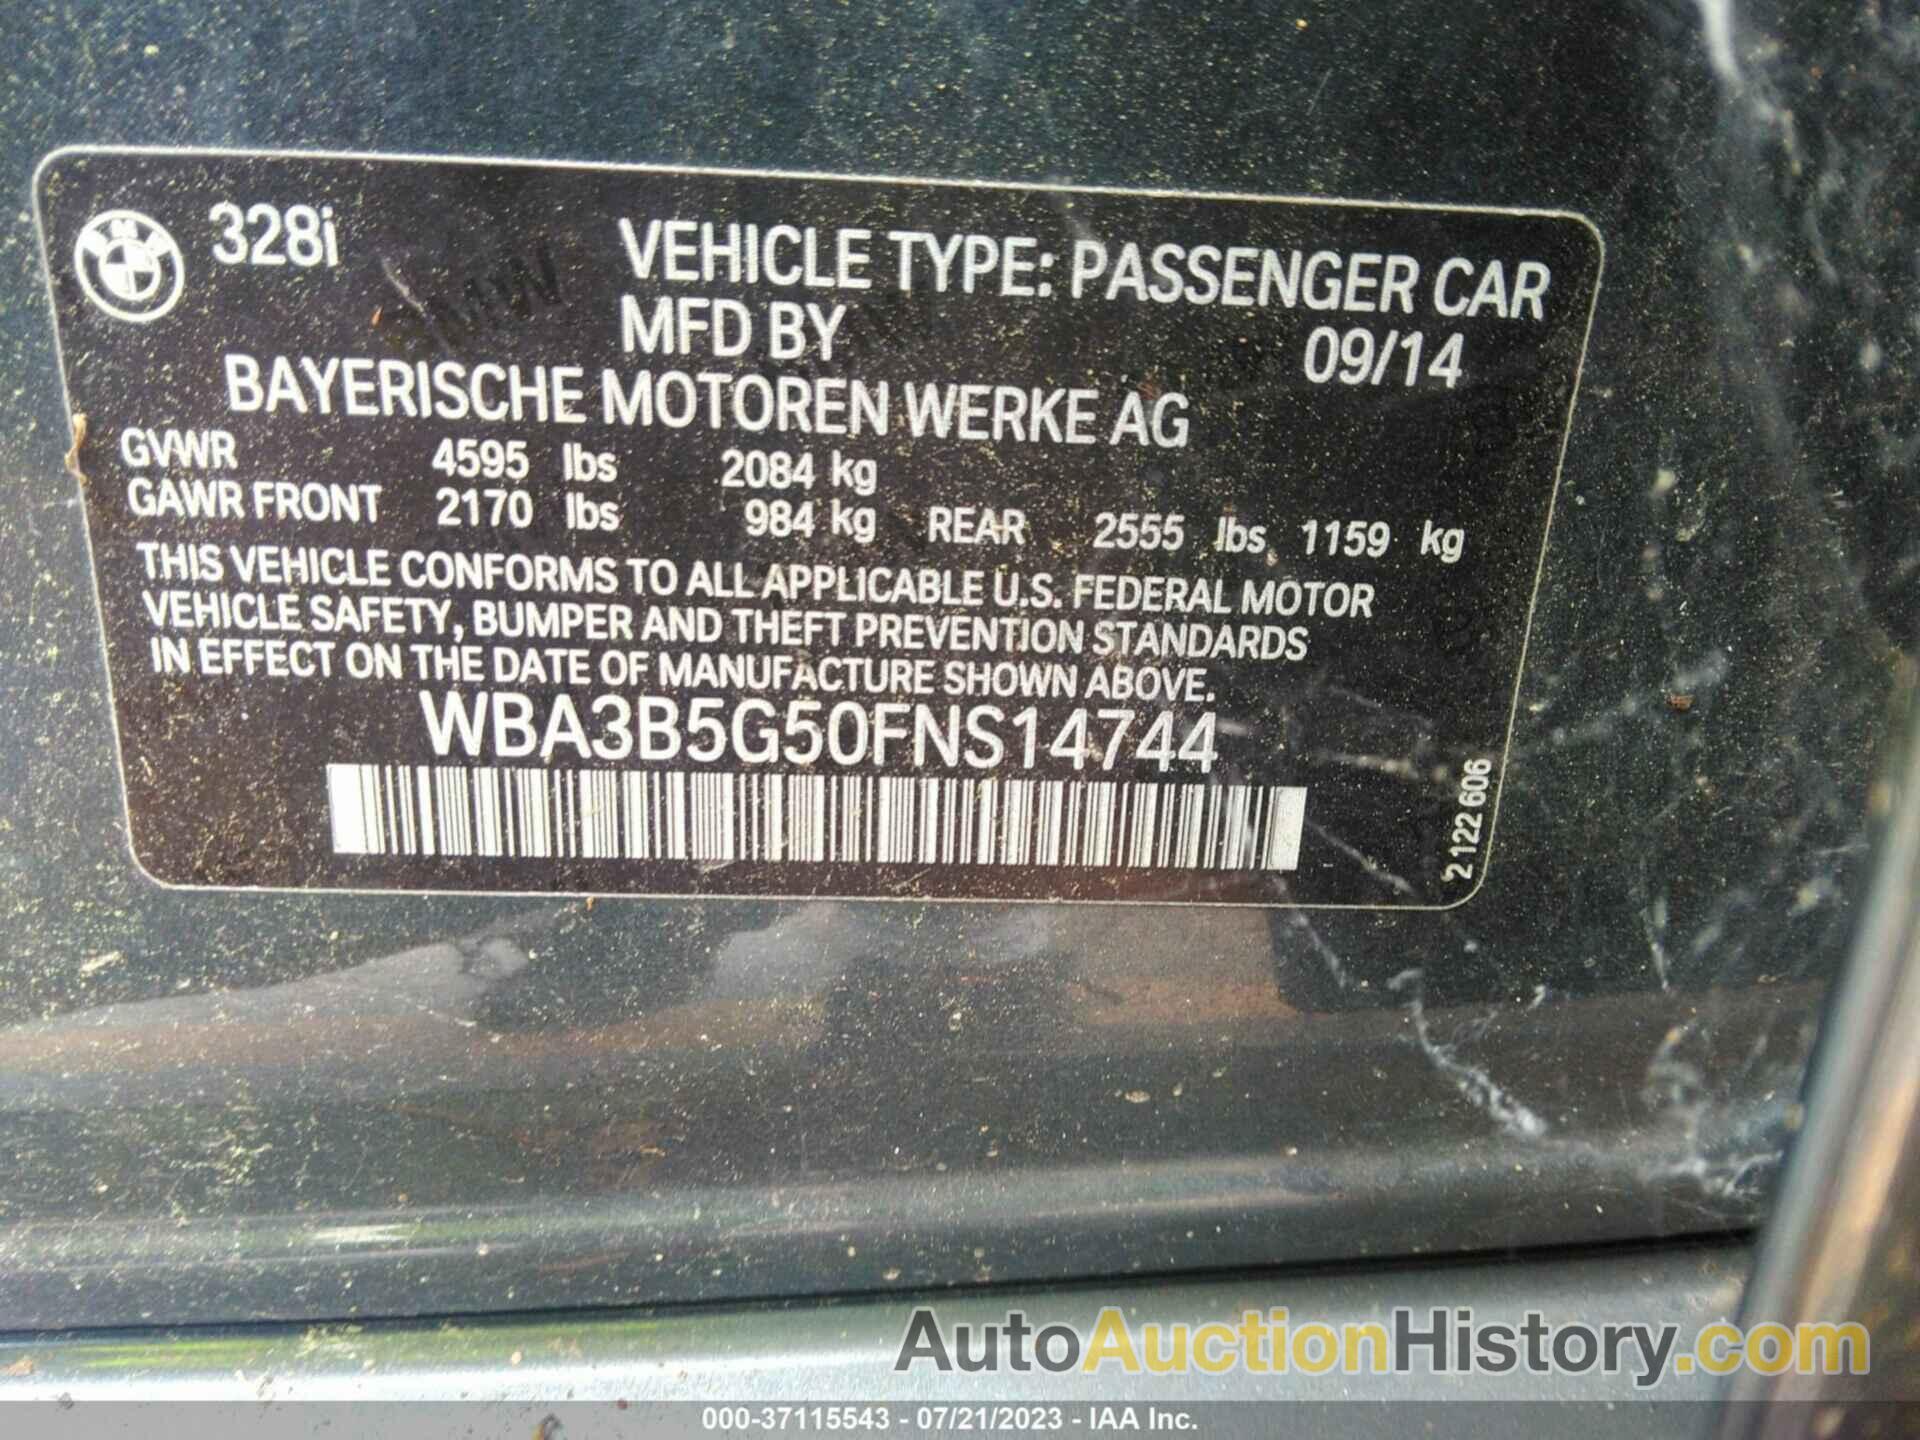 328i
VEHICLE TYPE: PASSENGER CAR
MFD BY 09/14
BAYERISCHE MOTOREN WERKE AG
GVWR 4595 lbs 2084 kg
GAWR FRONT 2170 lbs 984 kg REAR 2555 lbs 1159 kg
THIS VEHICLE CONFORMS TO ALL APPLICABLE U.S. FEDERAL MOTOR
VEHICLE SAFETY, BUMPER AND THEFT PREVENTION STANDARDS
IN EFFECT ON THE DATE OF MANUFACTURE SHOWN ABOVE.
WBA3B5G50FNS14744
2 122 606
AutoAuctionHistory.com
000-37115543 - 07/21/2023 - IAA Inc.